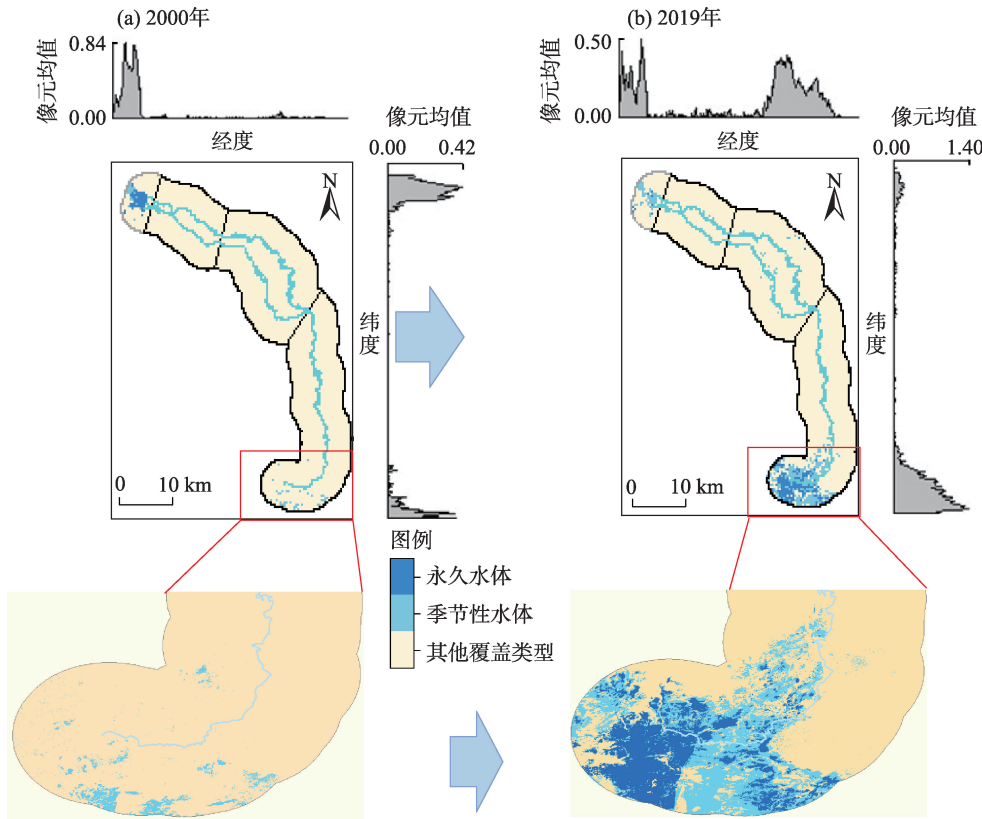 (a) 2000年
0.84
像元均值
0.00
经度
像元均值
0.00 0.42
N
纬度
0 10 km
(b) 2019年
0.50
像元均值
0.00
经度
像元均值
0.00 1.40
N
纬度
0 10 km
图例
永久水体
季节性水体
其他覆盖类型